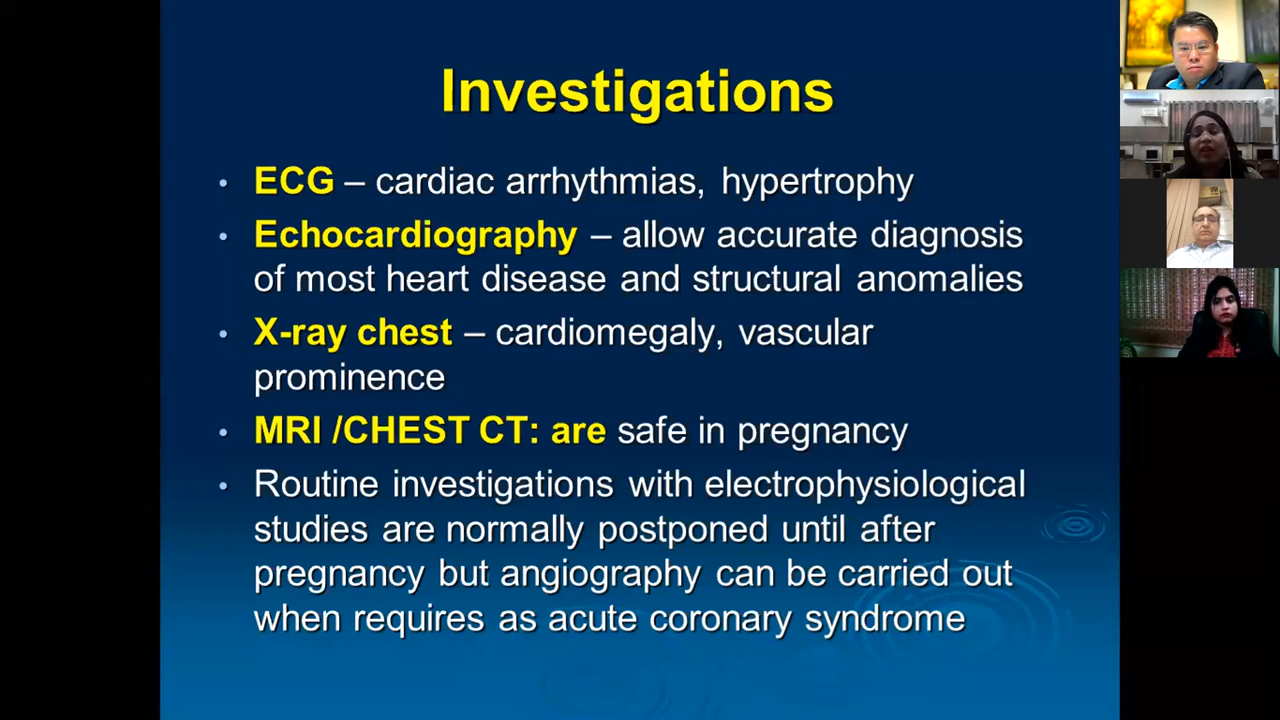 Investigations
• ECG – cardiac arrhythmias, hypertrophy
• Echocardiography – allow accurate diagnosis
of most heart disease and structural anomalies
• X-ray chest – cardiomegaly, vascular
prominence
• MRI /CHEST CT: are safe in pregnancy
• Routine investigations with electrophysiological
studies are normally postponed until after
pregnancy but angiography can be carried out
when requires as acute coronary syndrome